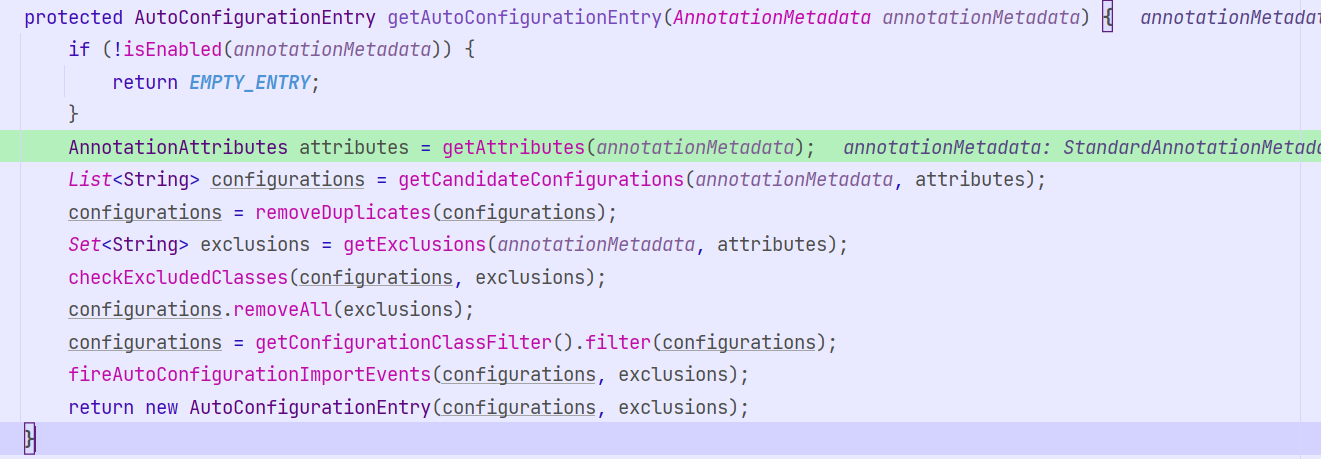 protected AutoConfigurationEntry getAutoConfigurationEntry(AnnotationMetadata annotationMetadata) {   annotationMetadat
    if (!isEnabled(annotationMetadata)) {
        return EMPTY_ENTRY;
    }
    AnnotationAttributes attributes = getAttributes(annotationMetadata);   annotationMetadata: StandardAnnotationMetada
    List<String> configurations = getCandidateConfigurations(annotationMetadata, attributes);
    configurations = removeDuplicates(configurations);
    Set<String> exclusions = getExclusions(annotationMetadata, attributes);
    checkExcludedClasses(configurations, exclusions);
    configurations.removeAll(exclusions);
    configurations = getConfigurationClassFilter().filter(configurations);
    fireAutoConfigurationImportEvents(configurations, exclusions);
    return new AutoConfigurationEntry(configurations, exclusions);
}